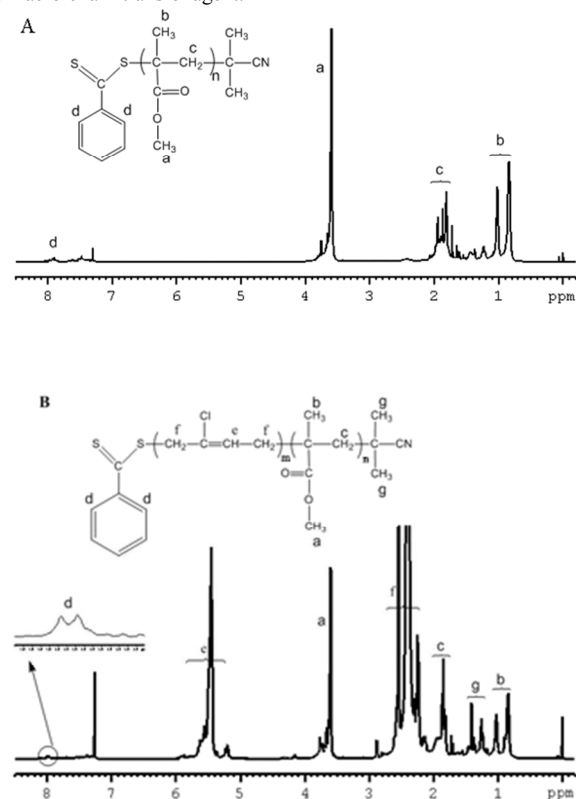 A
b
CH₃
c
CH₃
S
S
CH₂
n
CN
C
C=O
CH₃
d
d
O
CH₃
a
a
b
c
d
8 7 6 5 4 3 2 1 ppm
B
Cl
b
CH₃
g
CH₃
f
e
f
c
S
S
CH₂
C=CH
CH₂
m
CH₂
n
CN
C
O=C
CH₃
g
d
d
O
CH₃
a
d
f
e
a
c
g
b
8 7 6 5 4 3 2 1 ppm